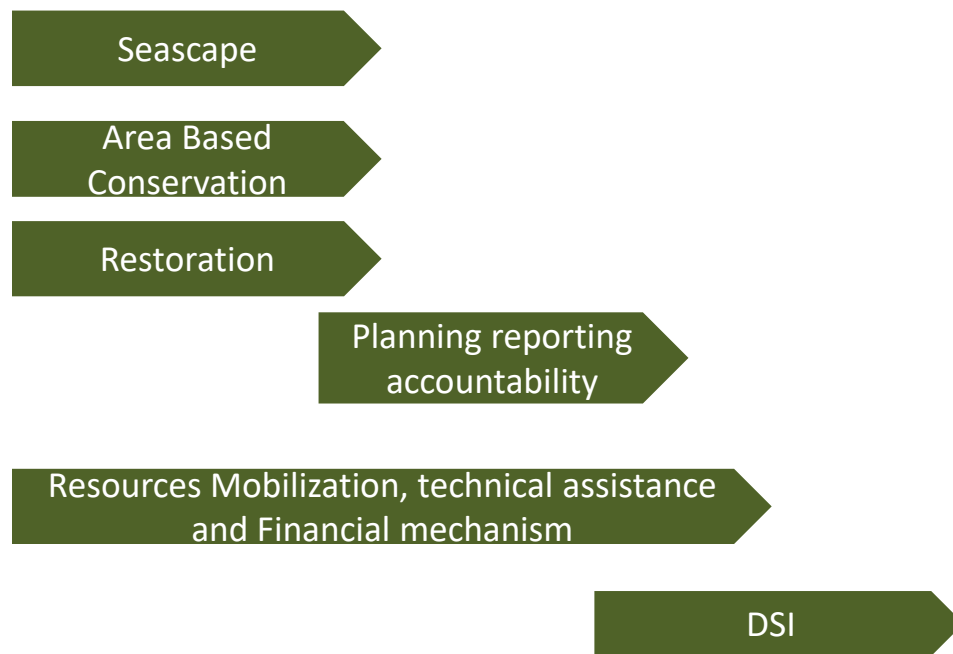 Seascape
Area Based
Conservation
Restoration
Planning reporting
accountability
Resources Mobilization, technical assistance
and Financial mechanism
DSI